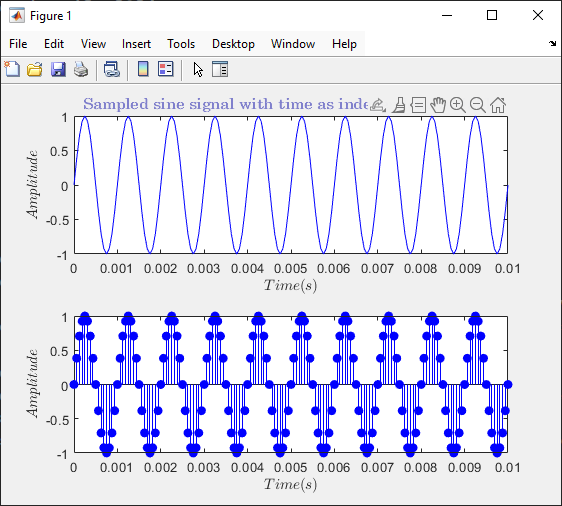 Figure 1
File Edit View Insert Tools Desktop Window Help
Sampled sine signal with time as inde
1
0.5
0
-0.5
-1
Amplitude
0 0.001 0.002 0.003 0.004 0.005 0.006 0.007 0.008 0.009 0.01
Time(s)
1
0.5
0
-0.5
-1
Amplitude
0 0.001 0.002 0.003 0.004 0.005 0.006 0.007 0.008 0.009 0.01
Time(s)